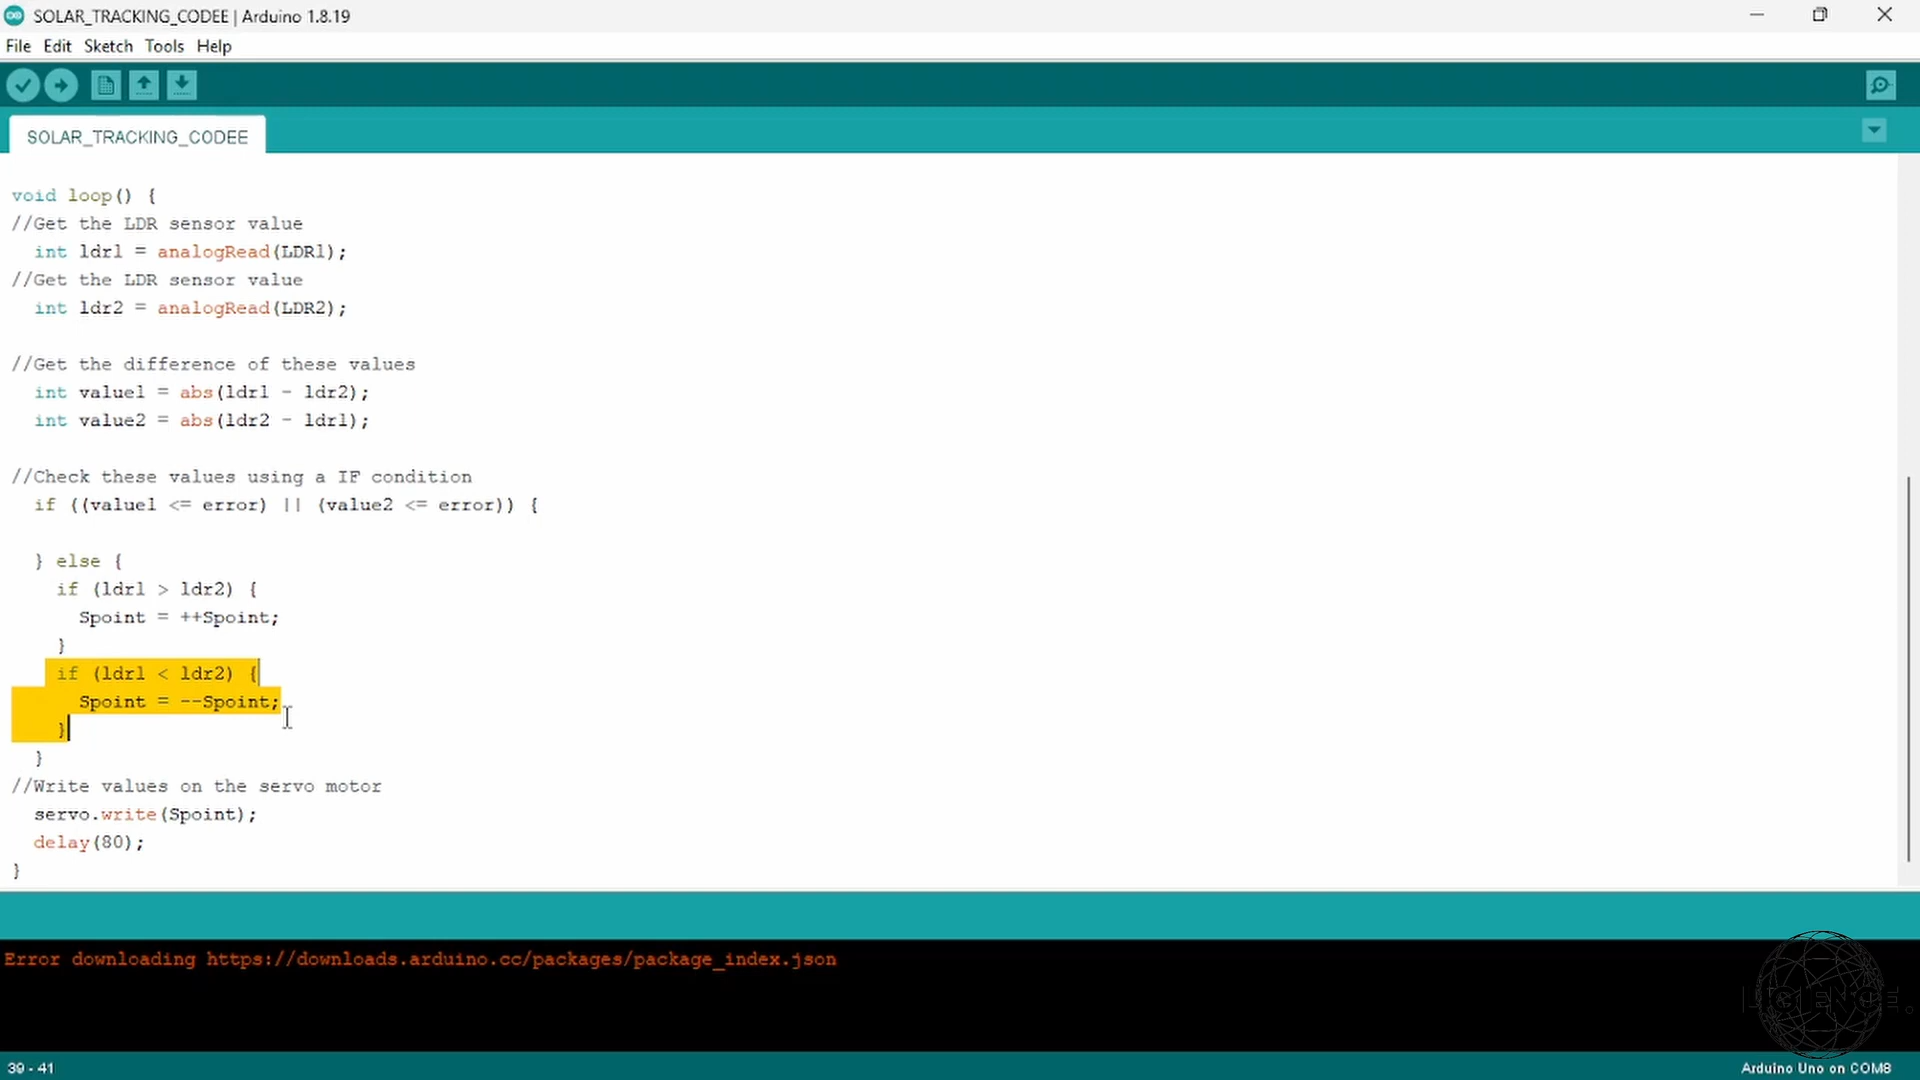 SOLAR_TRACKING_CODEE | Arduino 1.8.19
File Edit Sketch Tools Help
SOLAR_TRACKING_CODEE
void loop() {
//Get the LDR sensor value
int ldr1 = analogRead(LDR1);
//Get the LDR sensor value
int ldr2 = analogRead(LDR2);
//Get the difference of these values
int value1 = abs(ldr1 - ldr2);
int value2 = abs(ldr2 - ldr1);
//Check these values using a IF condition
if ((value1 <= error) || (value2 <= error)) {
} else {
if (ldr1 > ldr2) {
Spoint = ++Spoint;
}
if (ldr1 < ldr2) {
Spoint = --Spoint;
}
}
//Write values on the servo motor
servo.write(Spoint);
delay(80);
}
Error downloading https://downloads.arduino.cc/packages/package_index.json
39 - 41
Arduino Uno on COM8